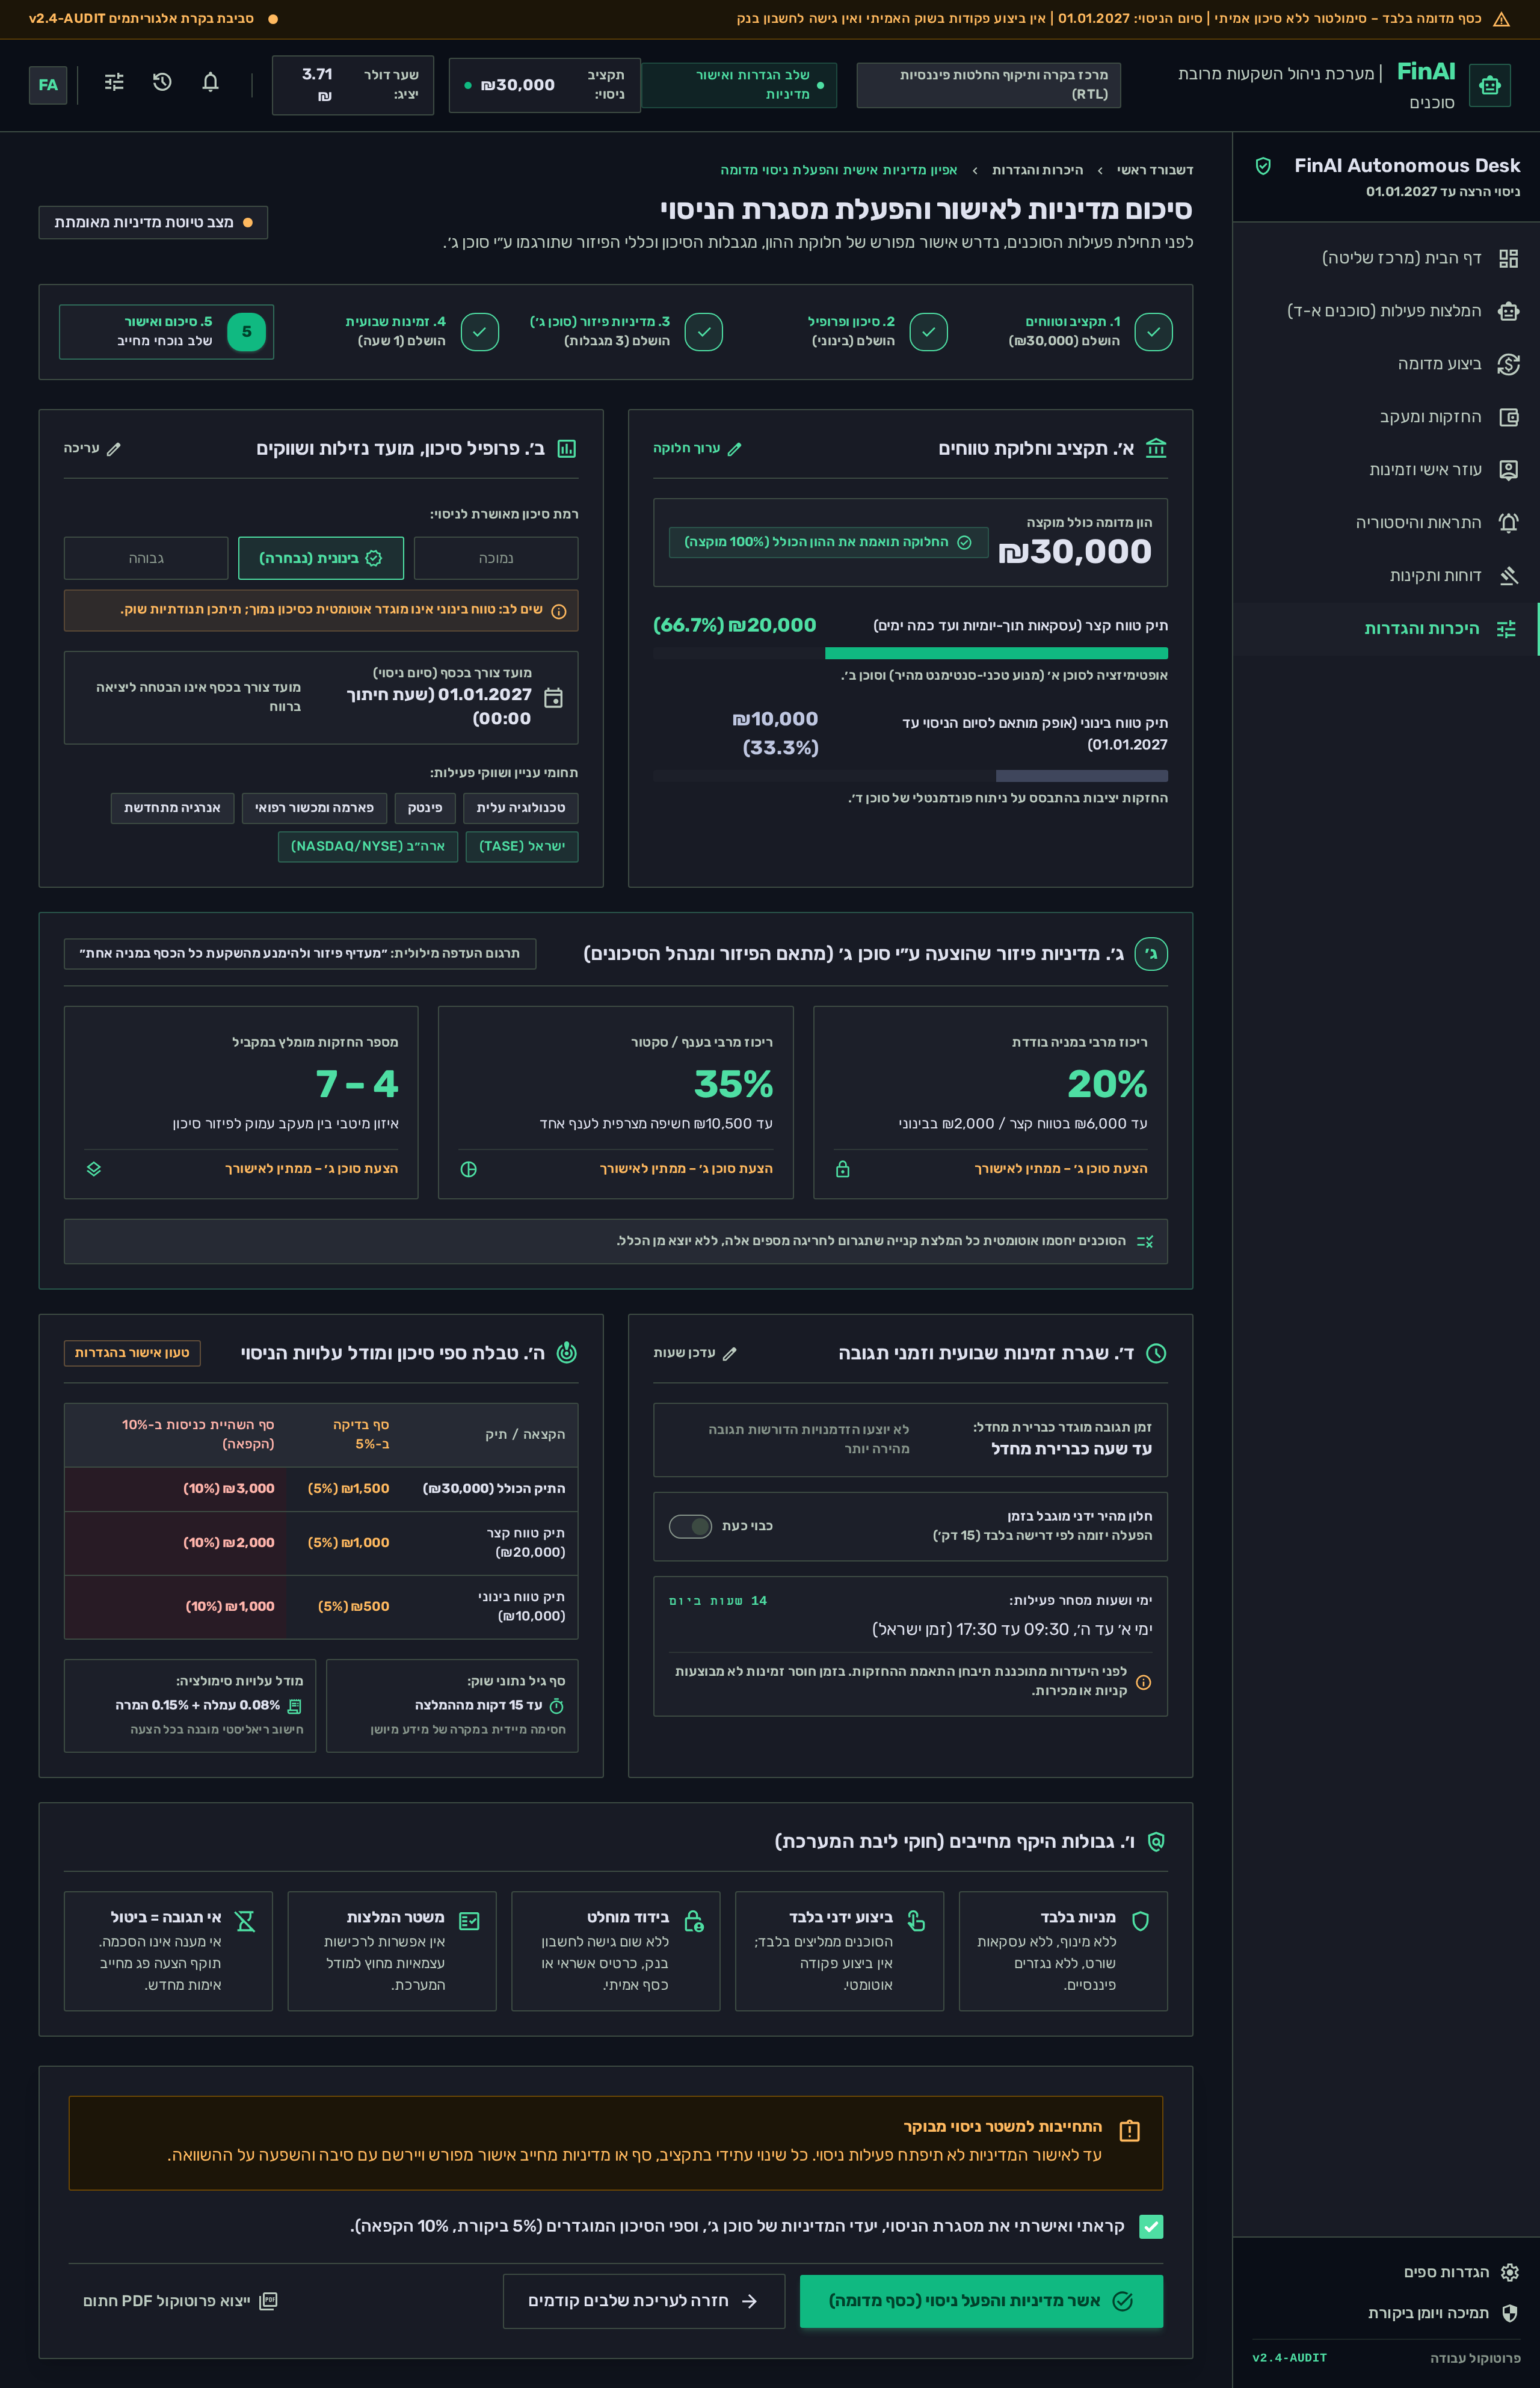 כסף מדומה בלבד – סימולטור ללא סיכון אמיתי | סיום הניסוי: 01.01.2027 | אין ביצוע פקודות בשוק האמיתי ואין גישה לחשבון בנק
סביבת בקרת אלגוריתמים v2.4-AUDIT
FinAI | מערכת ניהול השקעות מרובת
סוכנים
מרכז בקרה ותיקוף החלטות פיננסיות
(RTL)
שלב הגדרות ואישור
מדיניות
תקציב
ניסוי:
₪30,000
שער דולר
יציג:
3.71
₪
FA
FinAI Autonomous Desk
ניסוי הרצה עד 01.01.2027
דף הבית (מרכז שליטה)
המלצות פעילות (סוכנים א-ד)
ביצוע מדומה
החזקות ומעקב
עוזר אישי וזמינות
התראות והיסטוריה
דוחות ותקינות
היכרות והגדרות
הגדרות ספים
תמיכה ויומן ביקורת
פרוטוקול עבודה
v2.4-AUDIT
דשבורד ראשי › היכרות והגדרות › אפיון מדיניות אישית והפעלת ניסוי מדומה
סיכום מדיניות לאישור והפעלת מסגרת הניסוי
לפני תחילת פעילות הסוכנים, נדרש אישור מפורש של חלוקת ההון, מגבלות הסיכון וכללי הפיזור שתורגמו ע״י סוכן ג׳.
מצב טיוטת מדיניות מאומתת
1. תקציב וטווחים
הושלם (₪30,000)
2. סיכון ופרופיל
הושלם (בינוני)
3. מדיניות פיזור (סוכן ג׳)
הושלם (3 מגבלות)
4. זמינות שבועית
הושלם (1 שעה)
5
5. סיכום ואישור
שלב נוכחי מחייב
א׳. תקציב וחלוקת טווחים
ערוך חלוקה
הון מדומה כולל מוקצה
₪30,000
החלוקה תואמת את ההון הכולל (100% מוקצה)
תיק טווח קצר (עסקאות תוך-יומיות ועד כמה ימים)
₪20,000 (66.7%)
אופטימיזציה לסוכן א׳ (מנוע טכני-סנטימנט מהיר) וסוכן ב׳.
תיק טווח בינוני (אופק מותאם לסיום הניסוי עד
01.01.2027)
₪10,000
(33.3%)
החזקות יציבות בהתבסס על ניתוח פונדמנטלי של סוכן ד׳.
ב׳. פרופיל סיכון, מועד נזילות ושווקים
עריכה
רמת סיכון מאושרת לניסוי:
נמוכה
בינונית (נבחרה)
גבוהה
שים לב: טווח בינוני אינו מוגדר אוטומטית כסיכון נמוך; תיתכן תנודתיות שוק.
מועד צורך בכסף (סיום ניסוי)
01.01.2027 (שעת חיתוך
00:00)
מועד צורך בכסף אינו הבטחה ליציאה
ברווח
תחומי עניין ושווקי פעילות:
טכנולוגיה עלית
פינטק
פארמה ומכשור רפואי
אנרגיה מתחדשת
ישראל (TASE)
ארה״ב (NASDAQ/NYSE)
ג׳
ג׳. מדיניות פיזור שהוצעה ע״י סוכן ג׳ (מתאם הפיזור ומנהל הסיכונים)
תרגום העדפה מילולית: ״מעדיף פיזור ולהימנע מהשקעת כל הכסף במניה אחת״
ריכוז מרבי במניה בודדת
20%
עד ₪6,000 בטווח קצר / ₪2,000 בבינוני
הצעת סוכן ג׳ – ממתין לאישורך
ריכוז מרבי בענף / סקטור
35%
עד ₪10,500 חשיפה מצרפית לענף אחד
הצעת סוכן ג׳ – ממתין לאישורך
מספר החזקות מומלץ במקביל
4 – 7
איזון מיטבי בין מעקב עמוק לפיזור סיכון
הצעת סוכן ג׳ – ממתין לאישורך
הסוכנים יחסמו אוטומטית כל המלצת קנייה שתגרום לחריגה מספים אלה, ללא יוצא מן הכלל.
ד׳. שגרת זמינות שבועית וזמני תגובה
עדכן שעות
זמן תגובה מוגדר כברירת מחדל:
עד שעה כברירת מחדל
לא יוצעו הזדמנויות הדורשות תגובה
מהירה יותר
חלון מהיר ידני מוגבל בזמן
הפעלה יזומה לפי דרישה בלבד (15 דק׳)
כבוי כעת
ימי ושעות מסחר פעילות:
14 שעות ביום
ימי א׳ עד ה׳, 09:30 עד 17:30 (זמן ישראל)
לפני היעדרות מתוכננת תיבחן התאמת ההחזקות. בזמן חוסר זמינות לא מבוצעות
קניות או מכירות.
ה׳. טבלת ספי סיכון ומודל עלויות הניסוי
טעון אישור בהגדרות
הקצאה / תיק
סף בדיקה
ב-5%
סף השהיית כניסות ב-10%
(הקפאה)
התיק הכולל (₪30,000)
₪1,500 (5%)
₪3,000 (10%)
תיק טווח קצר
(₪20,000)
₪1,000 (5%)
₪2,000 (10%)
תיק טווח בינוני
(₪10,000)
₪500 (5%)
₪1,000 (10%)
סף גיל נתוני שוק:
עד 15 דקות מההמלצה
חסימה מיידית במקרה של מידע מיושן
מודל עלויות סימולציה:
0.08% עמלה + 0.15% המרה
חישוב ריאליסטי מובנה בכל הצעה
ו׳. גבולות היקף מחייבים (חוקי ליבת המערכת)
מניות בלבד
ללא מינוף, ללא עסקאות
שורט, ללא נגזרים
פיננסיים.
ביצוע ידני בלבד
הסוכנים ממליצים בלבד;
אין ביצוע פקודה
אוטומטי.
בידוד מוחלט
ללא שום גישה לחשבון
בנק, כרטיס אשראי או
כסף אמיתי.
משטר המלצות
אין אפשרות לרכישות
עצמאיות מחוץ למודל
המערכת.
אי תגובה = ביטול
אי מענה אינו הסכמה.
תוקף הצעה פג מחייב
אימות מחדש.
התחייבות למשטר ניסוי מבוקר
עד לאישור המדיניות לא תיפתח פעילות ניסוי. כל שינוי עתידי בתקציב, סף או מדיניות מחייב אישור מפורש ויירשם עם סיבה והשפעה על ההשוואה.
קראתי ואישרתי את מסגרת הניסוי, יעדי המדיניות של סוכן ג׳, וספי הסיכון המוגדרים (5% ביקורת, 10% הקפאה).
אשר מדיניות והפעל ניסוי (כסף מדומה)
חזרה לעריכת שלבים קודמים
ייצוא פרוטוקול PDF חתום